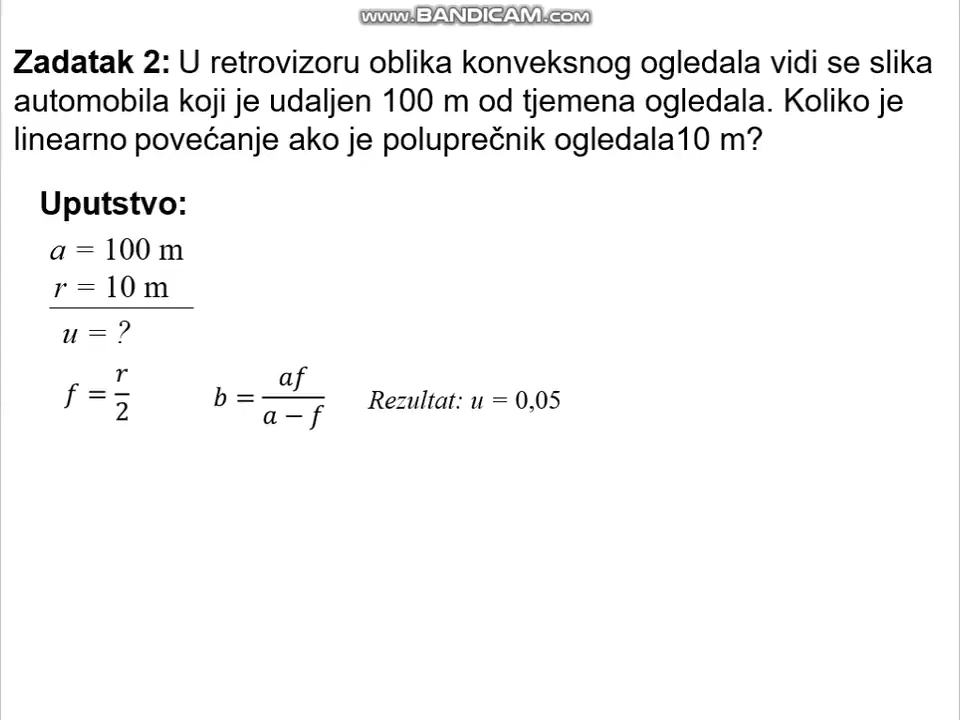 www.BANDICAM.com
Zadatak 2: U retrovizoru oblika konveksnog ogledala vidi se slika
automobila koji je udaljen 100 m od tjemena ogledala. Koliko je
linearno povećanje ako je poluprečnik ogledala10 m?
Uputstvo:
a = 100 m
r = 10 m
u = ?
f = r/2   b = af/(a − f)   Rezultat: u = 0,05